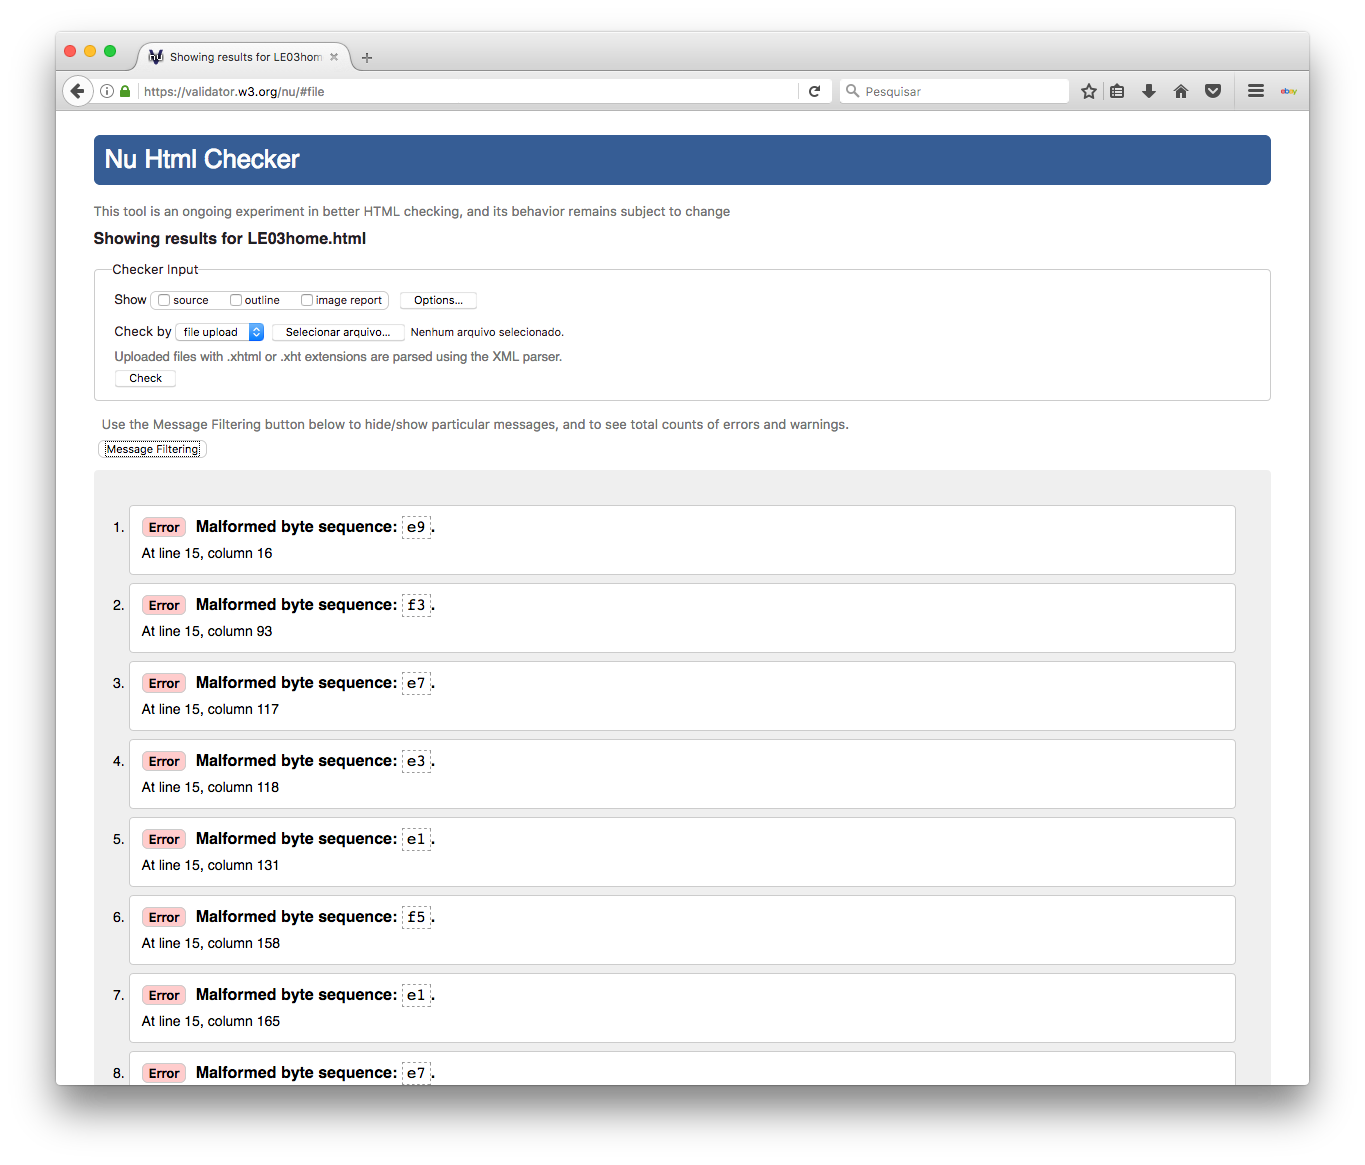 Showing results for LE03hom
https://validator.w3.org/nu/#file
Pesquisar
ebay
Nu Html Checker
This tool is an ongoing experiment in better HTML checking, and its behavior remains subject to change
Showing results for LE03home.html
Checker Input
Show source outline image report Options...
Check by file upload Selecionar arquivo... Nenhum arquivo selecionado.
Uploaded files with .xhtml or .xht extensions are parsed using the XML parser.
Check
Use the Message Filtering button below to hide/show particular messages, and to see total counts of errors and warnings.
Message Filtering
1. Error Malformed byte sequence: e9.
At line 15, column 16
2. Error Malformed byte sequence: f3.
At line 15, column 93
3. Error Malformed byte sequence: e7.
At line 15, column 117
4. Error Malformed byte sequence: e3.
At line 15, column 118
5. Error Malformed byte sequence: e1.
At line 15, column 131
6. Error Malformed byte sequence: f5.
At line 15, column 158
7. Error Malformed byte sequence: e1.
At line 15, column 165
8. Error Malformed byte sequence: e7.